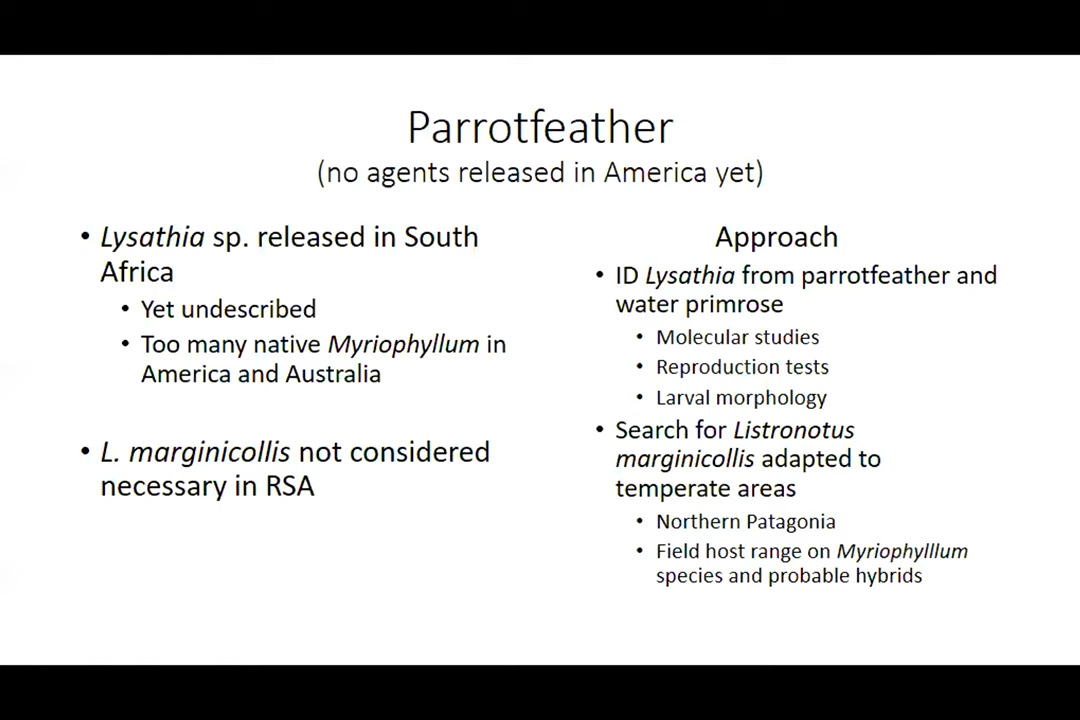 Parrotfeather
(no agents released in America yet)
• Lysathia sp. released in South
Africa
• Yet undescribed
• Too many native Myriophyllum in
America and Australia
• L. marginicollis not considered
necessary in RSA
Approach
• ID Lysathia from parrotfeather and
water primrose
• Molecular studies
• Reproduction tests
• Larval morphology
• Search for Listronotus
marginicollis adapted to
temperate areas
• Northern Patagonia
• Field host range on Myriophylllum
species and probable hybrids